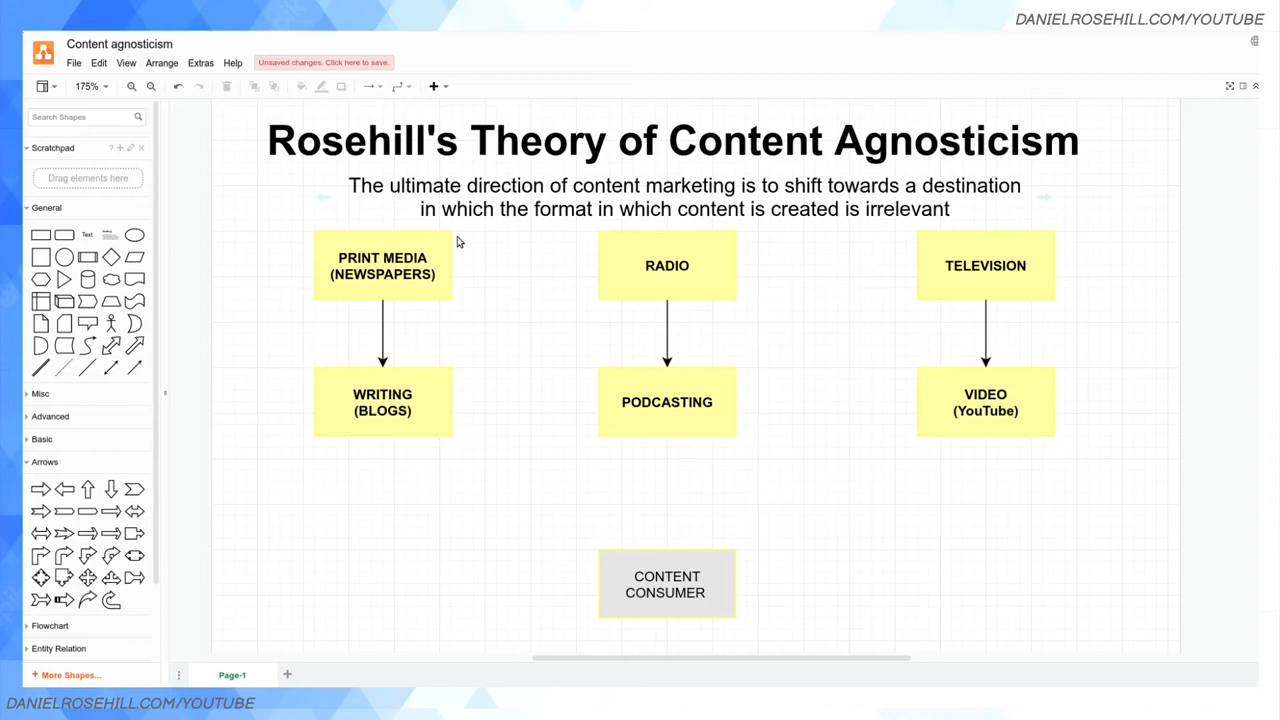 DANIELROSEHILL.COM/YOUTUBE
Content agnosticism
File Edit View Arrange Extras Help Unsaved changes. Click here to save.
175%
Search Shapes
Scratchpad
Drag elements here
General
Text
Misc
Advanced
Basic
Arrows
Flowchart
Entity Relation
+ More Shapes...
Rosehill's Theory of Content Agnosticism
The ultimate direction of content marketing is to shift towards a destination
in which the format in which content is created is irrelevant
PRINT MEDIA
(NEWSPAPERS)
RADIO
TELEVISION
WRITING
(BLOGS)
PODCASTING
VIDEO
(YouTube)
CONTENT
CONSUMER
Page-1
DANIELROSEHILL.COM/YOUTUBE